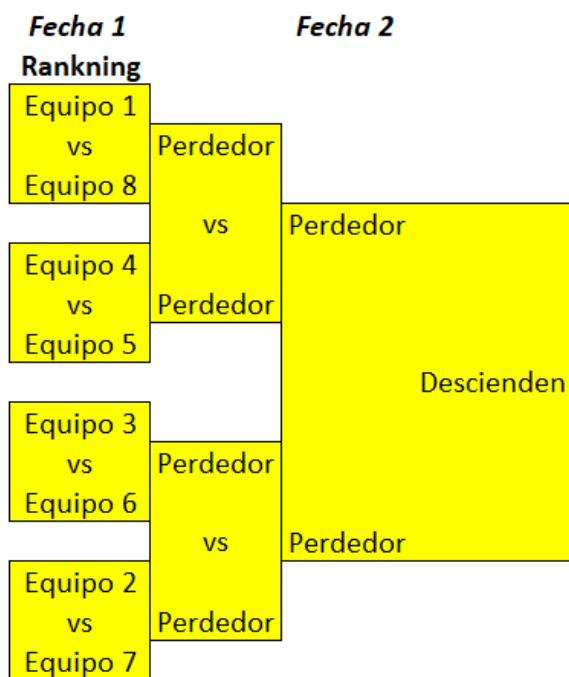 Fecha 1
Fecha 2
Rankning
Equipo 1
vs
Equipo 8
Perdedor
vs
Perdedor
Equipo 4
vs
Equipo 5
Perdedor
Descienden
Equipo 3
vs
Equipo 6
Perdedor
vs
Perdedor
Perdedor
Equipo 2
vs
Equipo 7